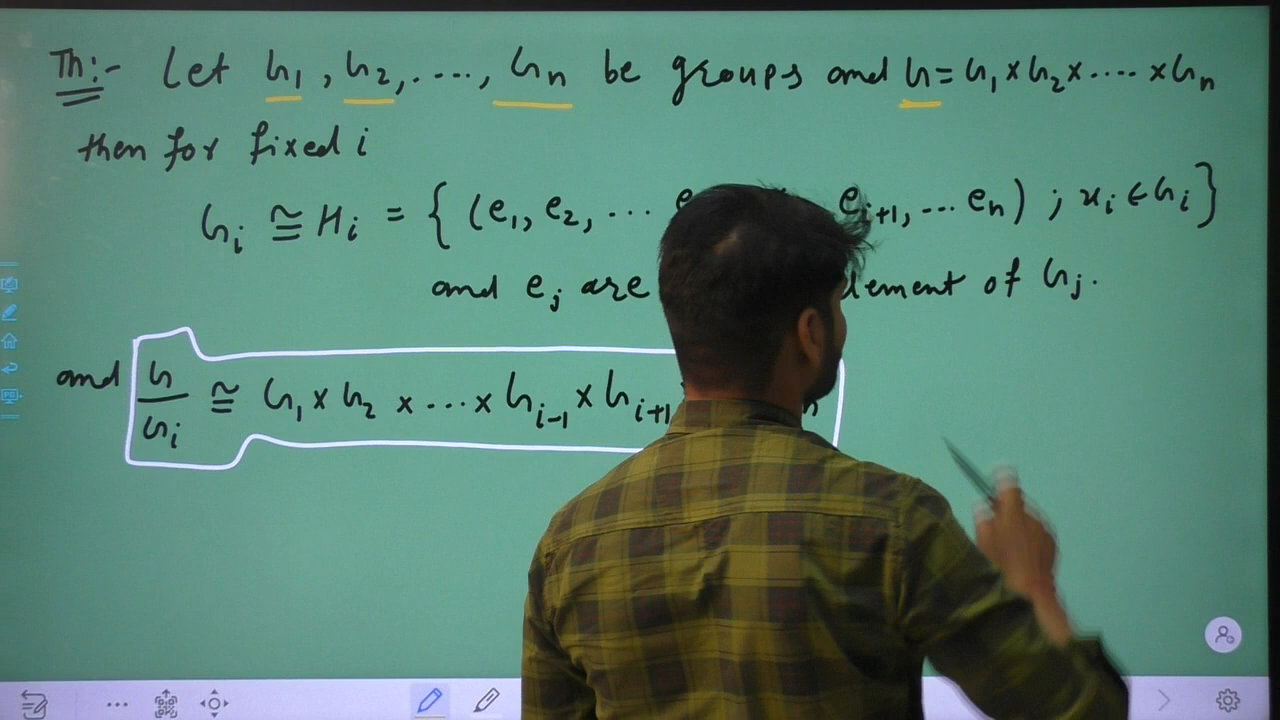 Th:- Let G1, G2, ...., Gn be groups and G = G1 × G2 × .... × Gn
then for fixed i
Gi ≅ Hi = { (e1, e2, ... ei+1, ... en) ; xi ∈ Gi }
and ej are element of Gj.
and G/Gi ≅ G1 × G2 × ... × Gi-1 × Gi+1 n